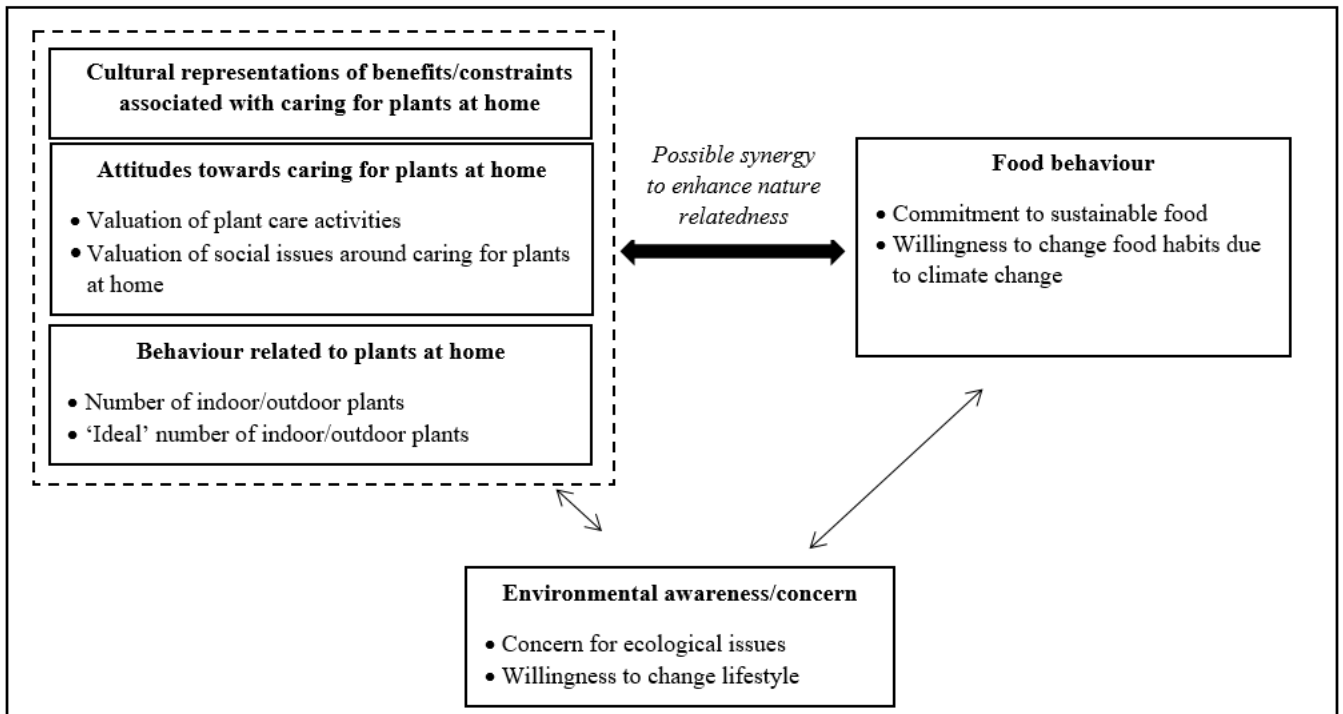 Cultural representations of benefits/constraints
associated with caring for plants at home
Attitudes towards caring for plants at home
• Valuation of plant care activities
• Valuation of social issues around caring for plants
at home
Behaviour related to plants at home
• Number of indoor/outdoor plants
• ‘Ideal’ number of indoor/outdoor plants
Possible synergy
to enhance nature
relatedness
Food behaviour
• Commitment to sustainable food
• Willingness to change food habits due
to climate change
Environmental awareness/concern
• Concern for ecological issues
• Willingness to change lifestyle